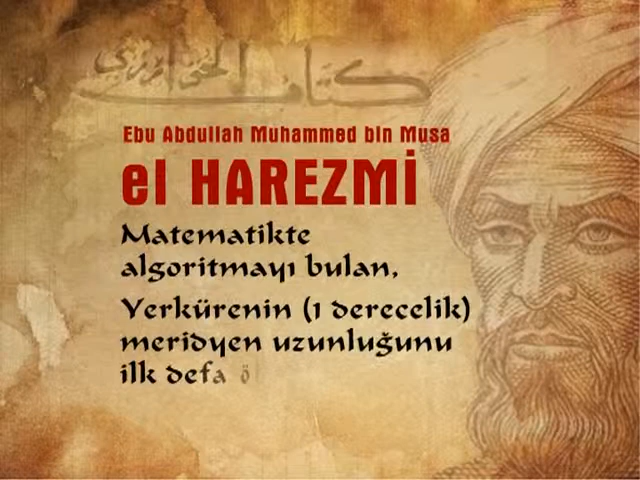 كتاب الخوارزمي
Ebu Abdullah Muhammed bin Musa
el HAREZMİ
Matematikte
algoritmayı bulan,
Yerkürenin (1 derecelik)
meridyen uzunluğunu
ilk defa ö